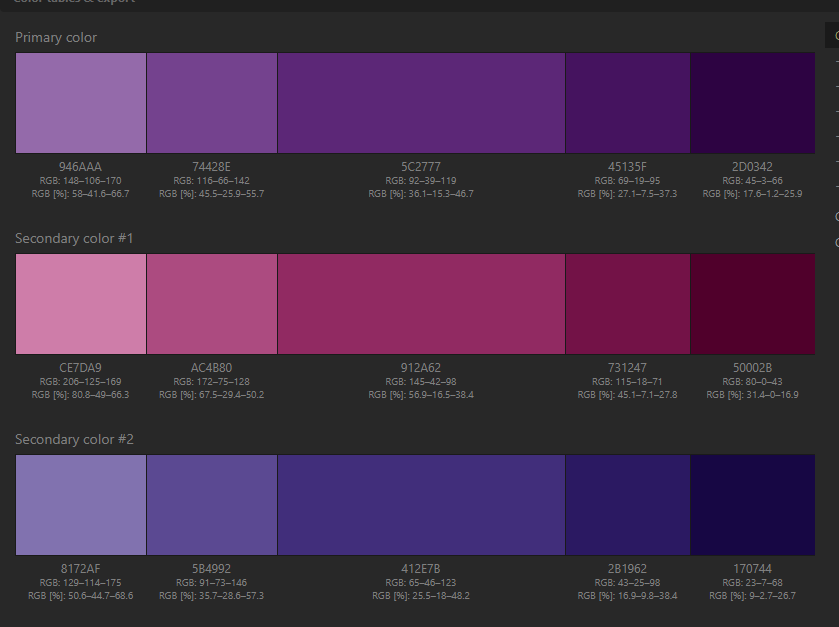 Color tables & export
Primary color
946AAA 74428E 5C2777 45135F 2D0342
RGB: 148–106–170 RGB: 116–66–142 RGB: 92–39–119 RGB: 69–19–95 RGB: 45–3–66
RGB [%]: 58–41.6–66.7 RGB [%]: 45.5–25.9–55.7 RGB [%]: 36.1–15.3–46.7 RGB [%]: 27.1–7.5–37.3 RGB [%]: 17.6–1.2–25.9
Secondary color #1
CE7DA9 AC4B80 912A62 731247 50002B
RGB: 206–125–169 RGB: 172–75–128 RGB: 145–42–98 RGB: 115–18–71 RGB: 80–0–43
RGB [%]: 80.8–49–66.3 RGB [%]: 67.5–29.4–50.2 RGB [%]: 56.9–16.5–38.4 RGB [%]: 45.1–7.1–27.8 RGB [%]: 31.4–0–16.9
Secondary color #2
8172AF 5B4992 412E7B 2B1962 170744
RGB: 129–114–175 RGB: 91–73–146 RGB: 65–46–123 RGB: 43–25–98 RGB: 23–7–68
RGB [%]: 50.6–44.7–68.6 RGB [%]: 35.7–28.6–57.3 RGB [%]: 25.5–18–48.2 RGB [%]: 16.9–9.8–38.4 RGB [%]: 9–2.7–26.7